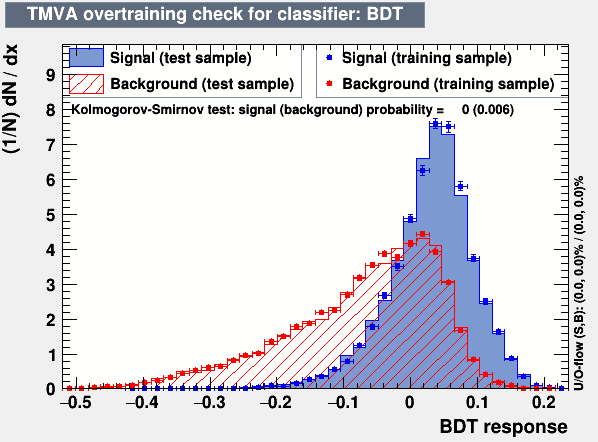 TMVA overtraining check for classifier: BDT
(1/N) dN / dx
Signal (test sample)
Signal (training sample)
Background (test sample)
Background (training sample)
Kolmogorov-Smirnov test: signal (background) probability = 0 (0.006)
9
8
7
6
5
4
3
2
1
0
−0.5 −0.4 −0.3 −0.2 −0.1 0 0.1 0.2
BDT response
U/O-flow (S,B): (0.0, 0.0)% / (0.0, 0.0)%